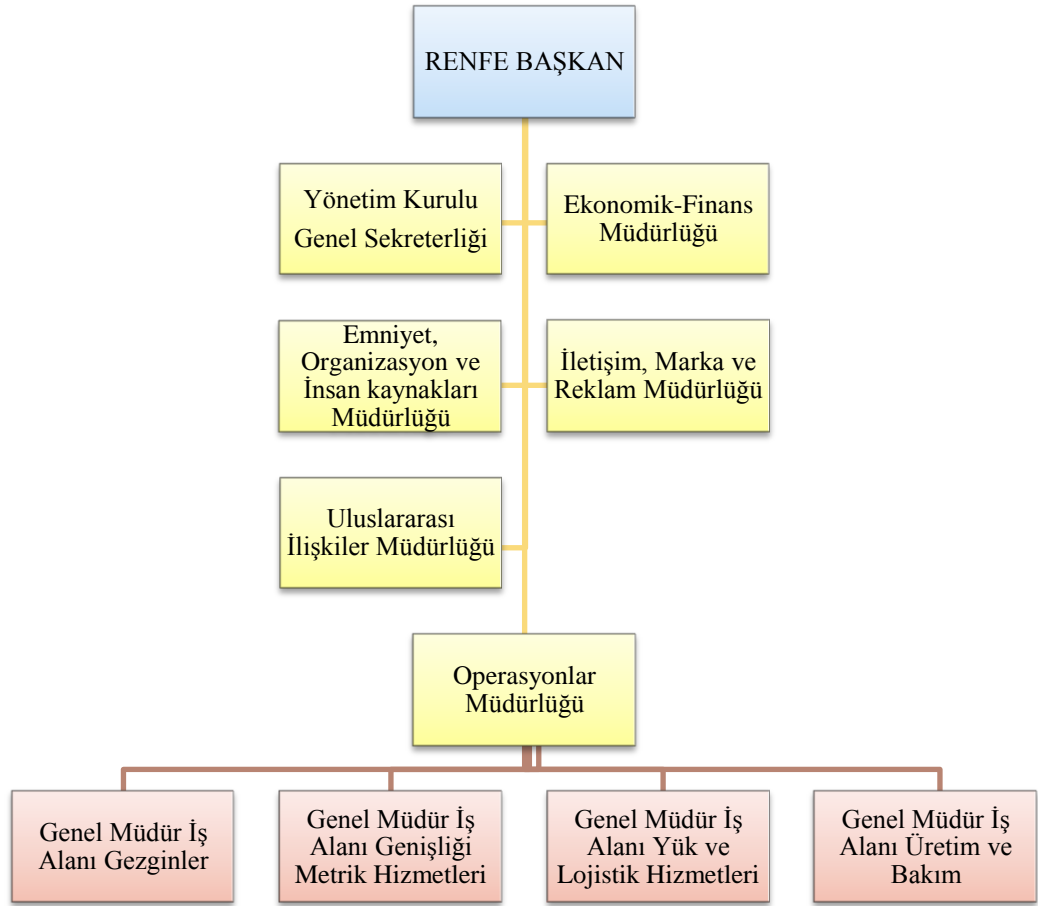 RENFE BAŞKAN
Yönetim Kurulu
Genel Sekreterliği
Ekonomik-Finans
Müdürlüğü
Emniyet,
Organizasyon ve
İnsan kaynakları
Müdürlüğü
İletişim, Marka ve
Reklam Müdürlüğü
Uluslararası
İlişkiler Müdürlüğü
Operasyonlar
Müdürlüğü
Genel Müdür İş
Alanı Gezginler
Genel Müdür İş
Alanı Genişliği
Metrik Hizmetleri
Genel Müdür İş
Alanı Yük ve
Lojistik Hizmetleri
Genel Müdür İş
Alanı Üretim ve
Bakım